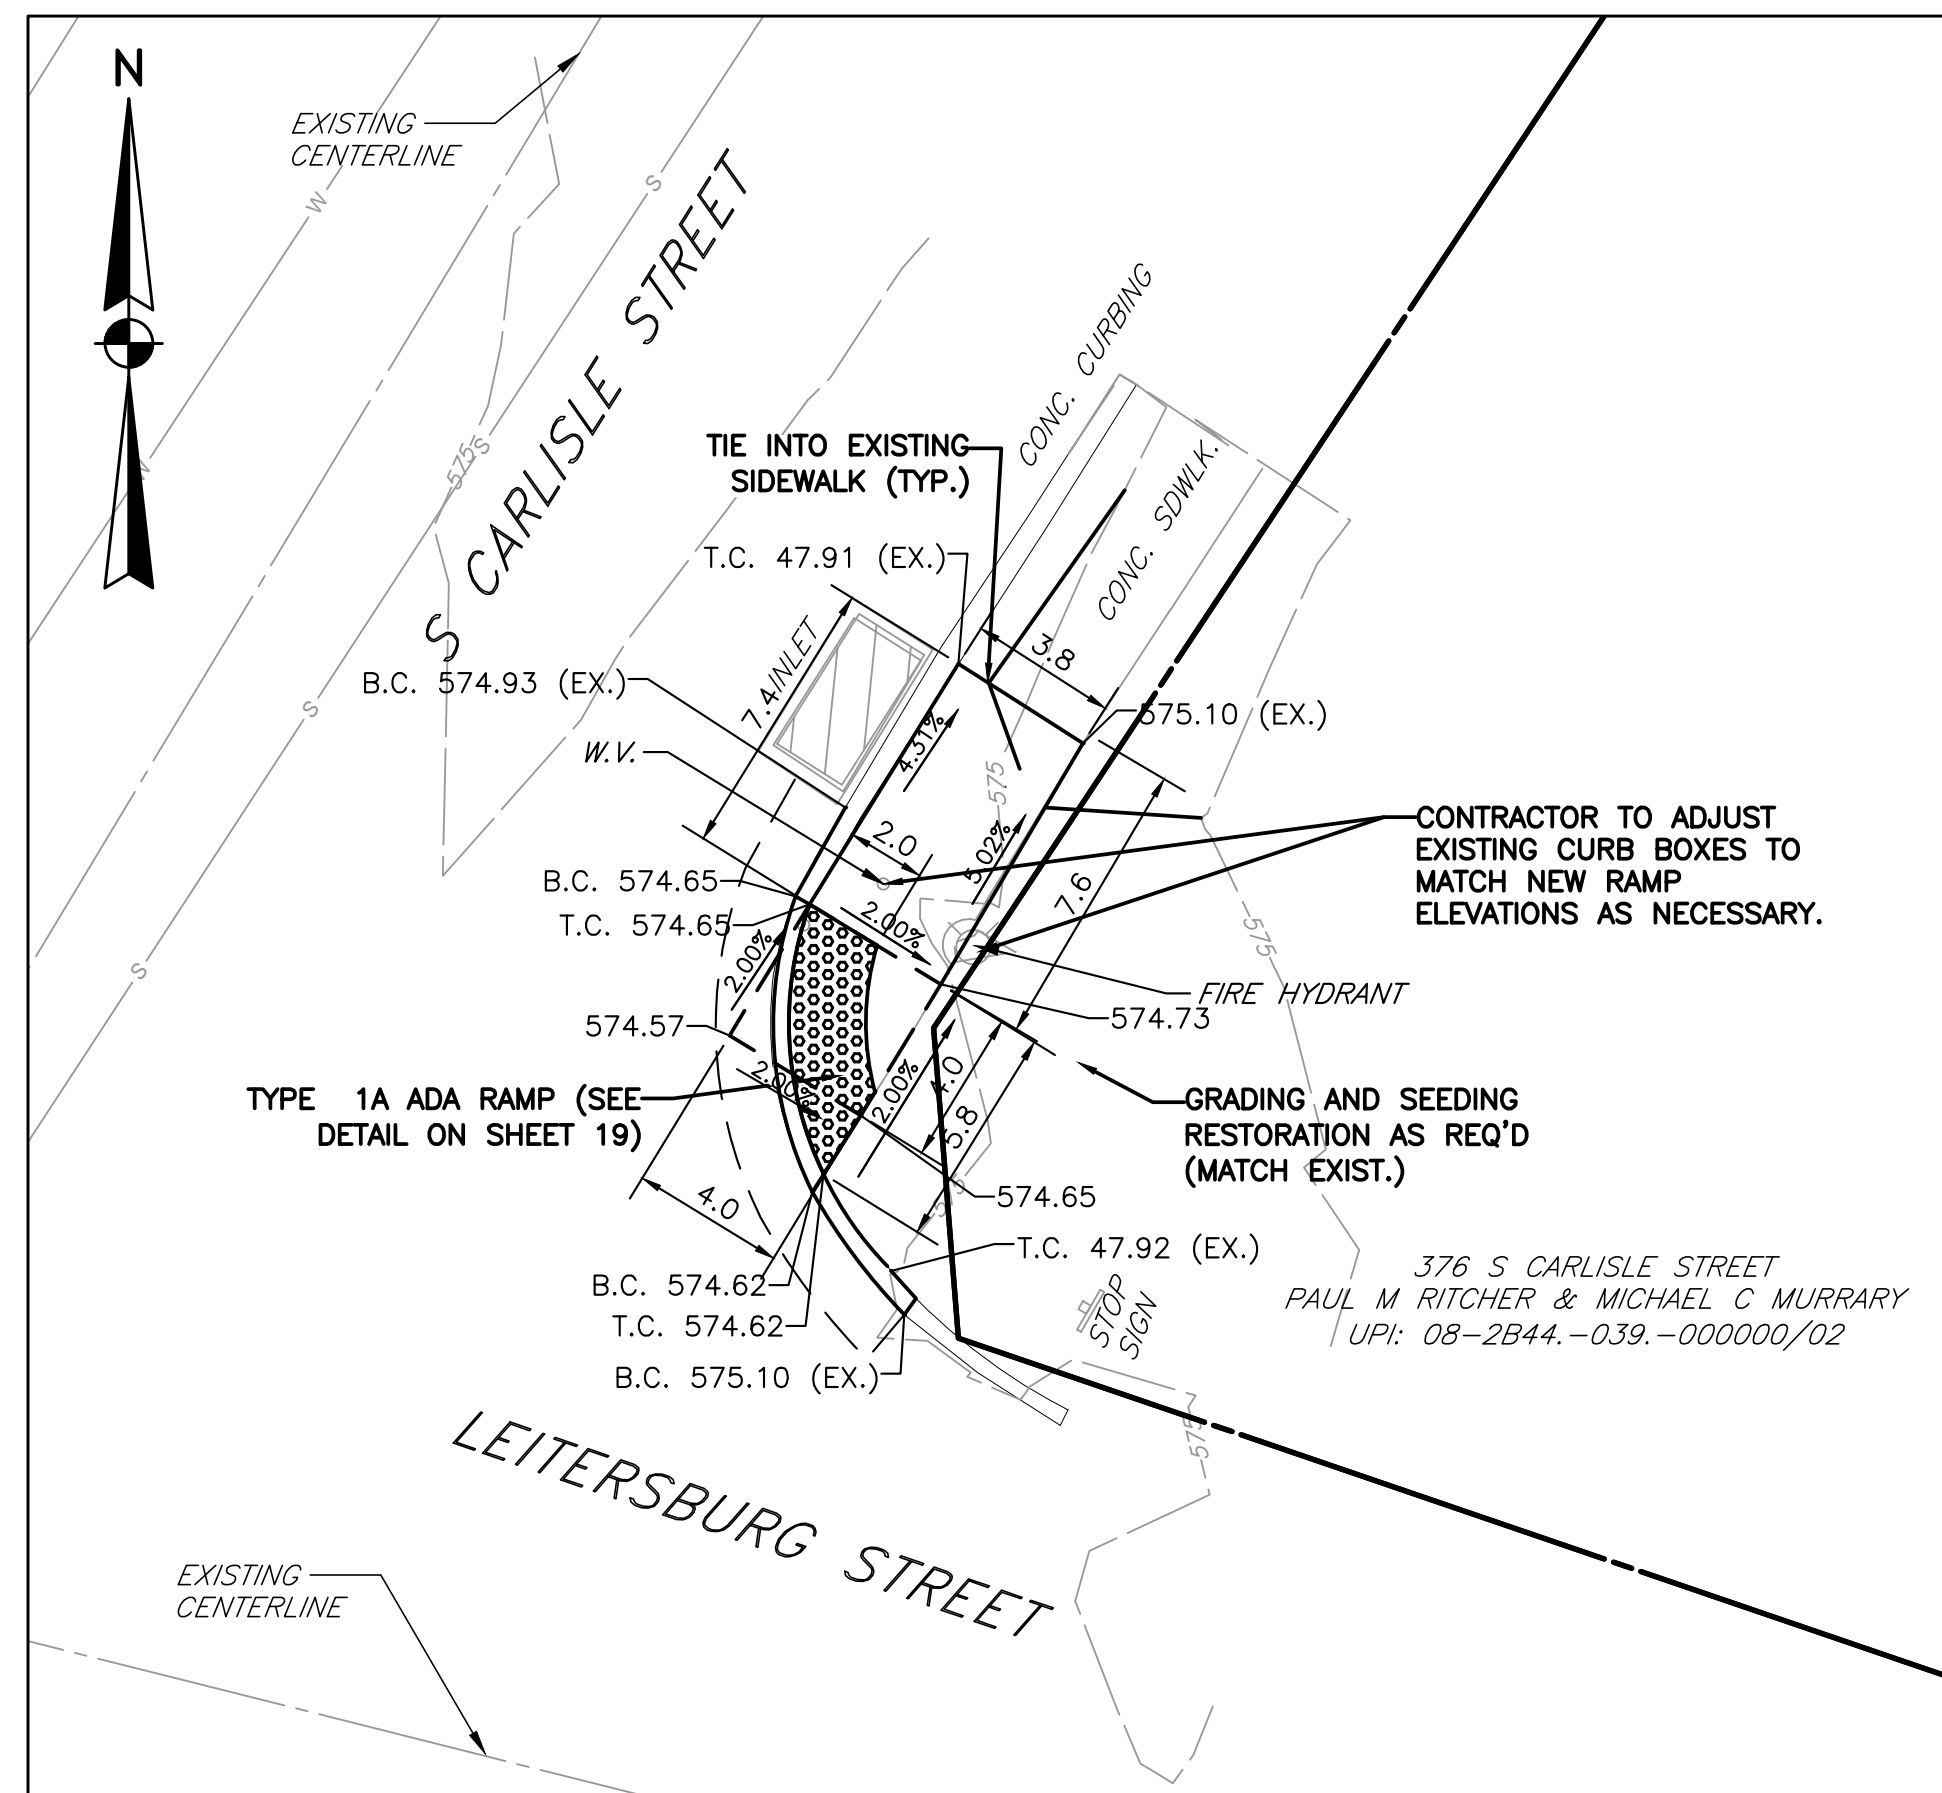 N
EXISTING
CENTERLINE
W
S
S CARLISLE STREET
575
S
W
CONC. CURBING
TIE INTO EXISTING
SIDEWALK (TYP.)
CONC. SDWLK.
T.C. 47.91 (EX.)
3.8
7.4
INLET
B.C. 574.93 (EX.)
575.10 (EX.)
S
4.31%
W.V.
575
2.0
5.02%
CONTRACTOR TO ADJUST
EXISTING CURB BOXES TO
MATCH NEW RAMP
ELEVATIONS AS NECESSARY.
B.C. 574.65
7.6
T.C. 574.65
2.00%
575
2.00%
S
FIRE HYDRANT
574.57
574.73
2.00%
2.00%
4.0
TYPE 1A ADA RAMP (SEE
DETAIL ON SHEET 19)
5.8
GRADING AND SEEDING
RESTORATION AS REQ'D
(MATCH EXIST.)
4.0
574.65
575
T.C. 47.92 (EX.)
B.C. 574.62
T.C. 574.62
B.C. 575.10 (EX.)
STOP
SIGN
376 S CARLISLE STREET
PAUL M RITCHER & MICHAEL C MURRARY
UPI: 08-2B44.-039.-000000/02
575
LEITERSBURG STREET
EXISTING
CENTERLINE